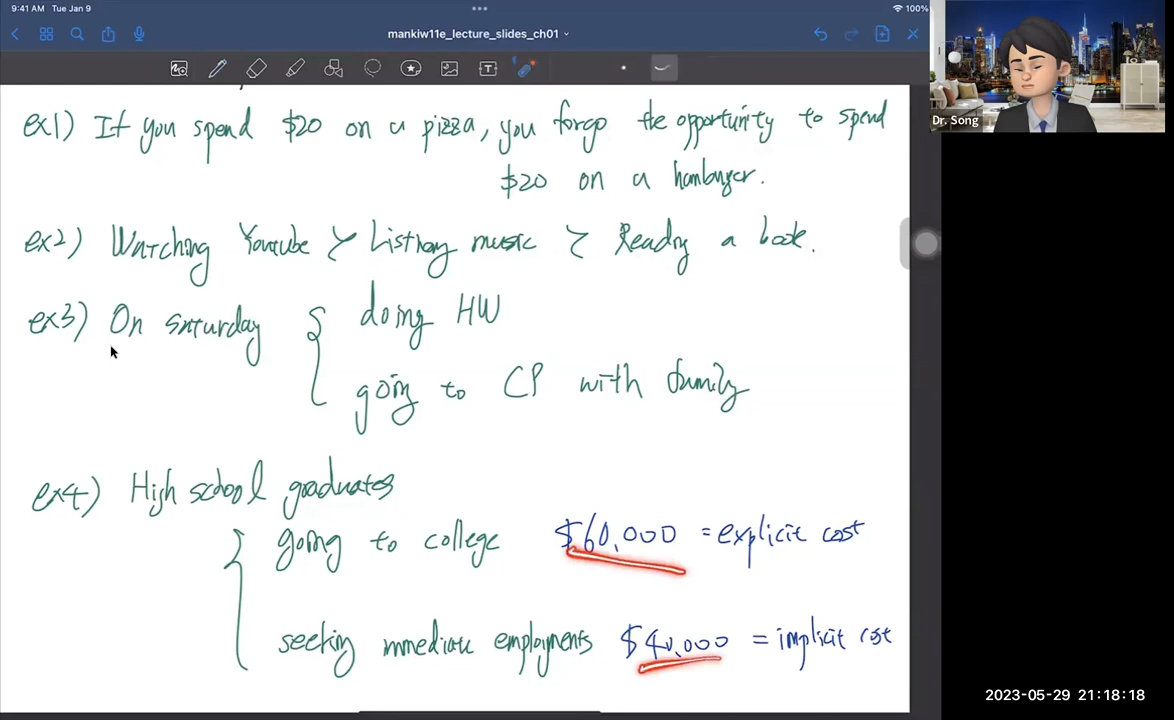 9:41 AM Tue Jan 9
100%
mankiw11e_lecture_slides_ch01
Dr. Song
ex1) If you spend $20 on a pizza, you forgo the opportunity to spend
$20 on a hamburger.
ex2) Watching Youtube > Listing music > Reading a book.
ex3) On saturday
doing HW
going to CP with family
ex4) High school graduates
going to college $60,000 = explicit cost
seeking immediate employments $40,000 = implicit cost
2023-05-29 21:18:18